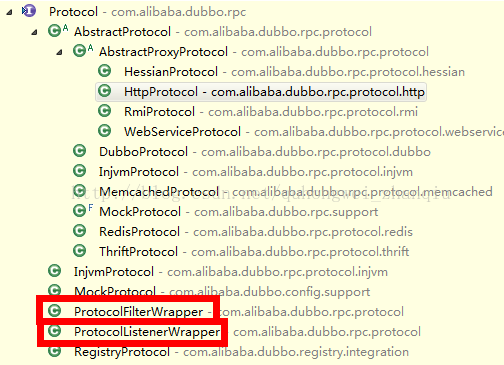 Protocol - com.alibaba.dubbo.rpc
AbstractProtocol - com.alibaba.dubbo.rpc.protocol
AbstractProxyProtocol - com.alibaba.dubbo.rpc.protocol
HessianProtocol - com.alibaba.dubbo.rpc.protocol.hessian
HttpProtocol - com.alibaba.dubbo.rpc.protocol.http
RmiProtocol - com.alibaba.dubbo.rpc.protocol.rmi
WebServiceProtocol - com.alibaba.dubbo.rpc.protocol.webservice
DubboProtocol - com.alibaba.dubbo.rpc.protocol.dubbo
InjvmProtocol - com.alibaba.dubbo.rpc.protocol.injvm
MemcachedProtocol - com.alibaba.dubbo.rpc.protocol.memcached
MockProtocol - com.alibaba.dubbo.rpc.support
RedisProtocol - com.alibaba.dubbo.rpc.protocol.redis
ThriftProtocol - com.alibaba.dubbo.rpc.protocol.thrift
InjvmProtocol - com.alibaba.dubbo.rpc.protocol.injvm
MockProtocol - com.alibaba.dubbo.config.support
ProtocolFilterWrapper - com.alibaba.dubbo.rpc.protocol
ProtocolListenerWrapper - com.alibaba.dubbo.rpc.protocol
RegistryProtocol - com.alibaba.dubbo.registry.integration